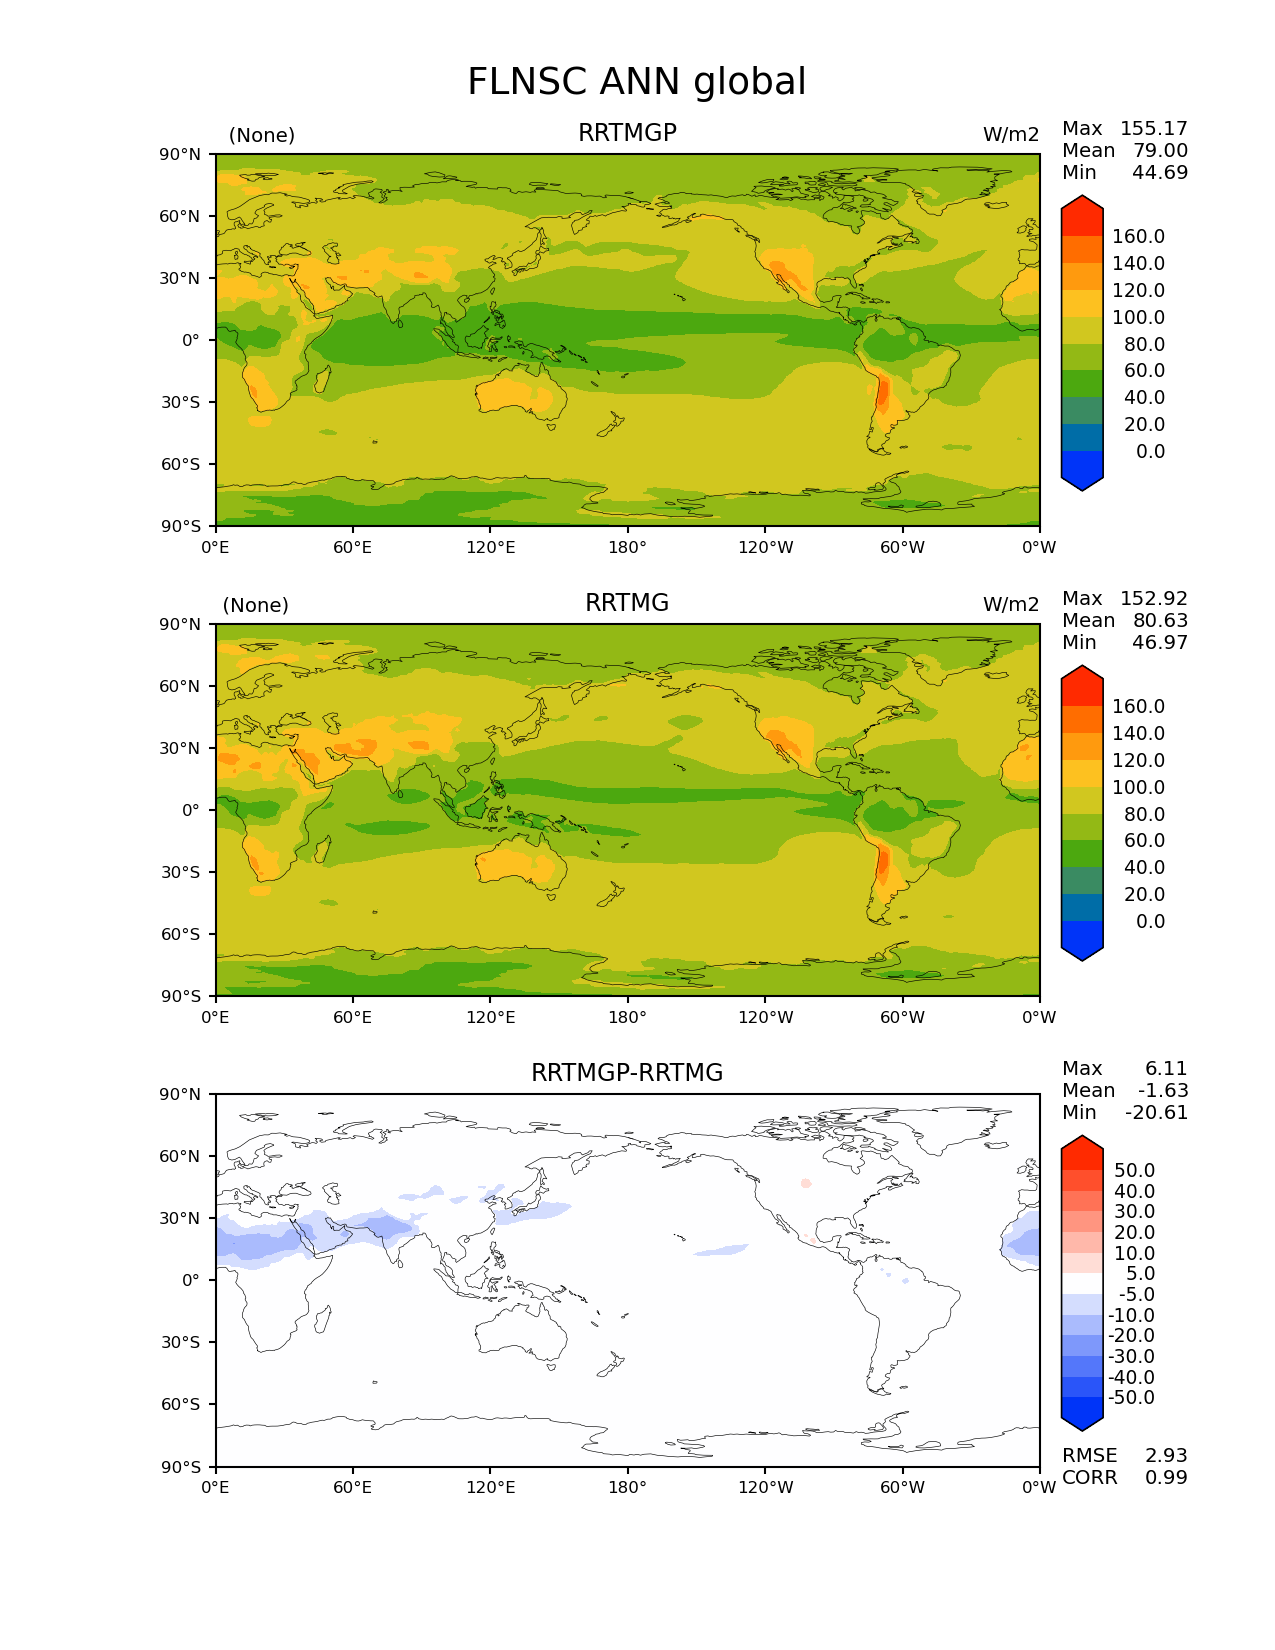 FLNSC ANN global
(None) RRTMGP W/m2
Max 155.17
Mean 79.00
Min 44.69
90°N
60°N
30°N
0°
30°S
60°S
90°S
0°E 60°E 120°E 180° 120°W 60°W 0°W
160.0
140.0
120.0
100.0
80.0
60.0
40.0
20.0
0.0
(None) RRTMG W/m2
Max 152.92
Mean 80.63
Min 46.97
90°N
60°N
30°N
0°
30°S
60°S
90°S
0°E 60°E 120°E 180° 120°W 60°W 0°W
160.0
140.0
120.0
100.0
80.0
60.0
40.0
20.0
0.0
RRTMGP-RRTMG
Max 6.11
Mean -1.63
Min -20.61
90°N
60°N
30°N
0°
30°S
60°S
90°S
0°E 60°E 120°E 180° 120°W 60°W 0°W
50.0
40.0
30.0
20.0
10.0
5.0
-5.0
-10.0
-20.0
-30.0
-40.0
-50.0
RMSE 2.93
CORR 0.99